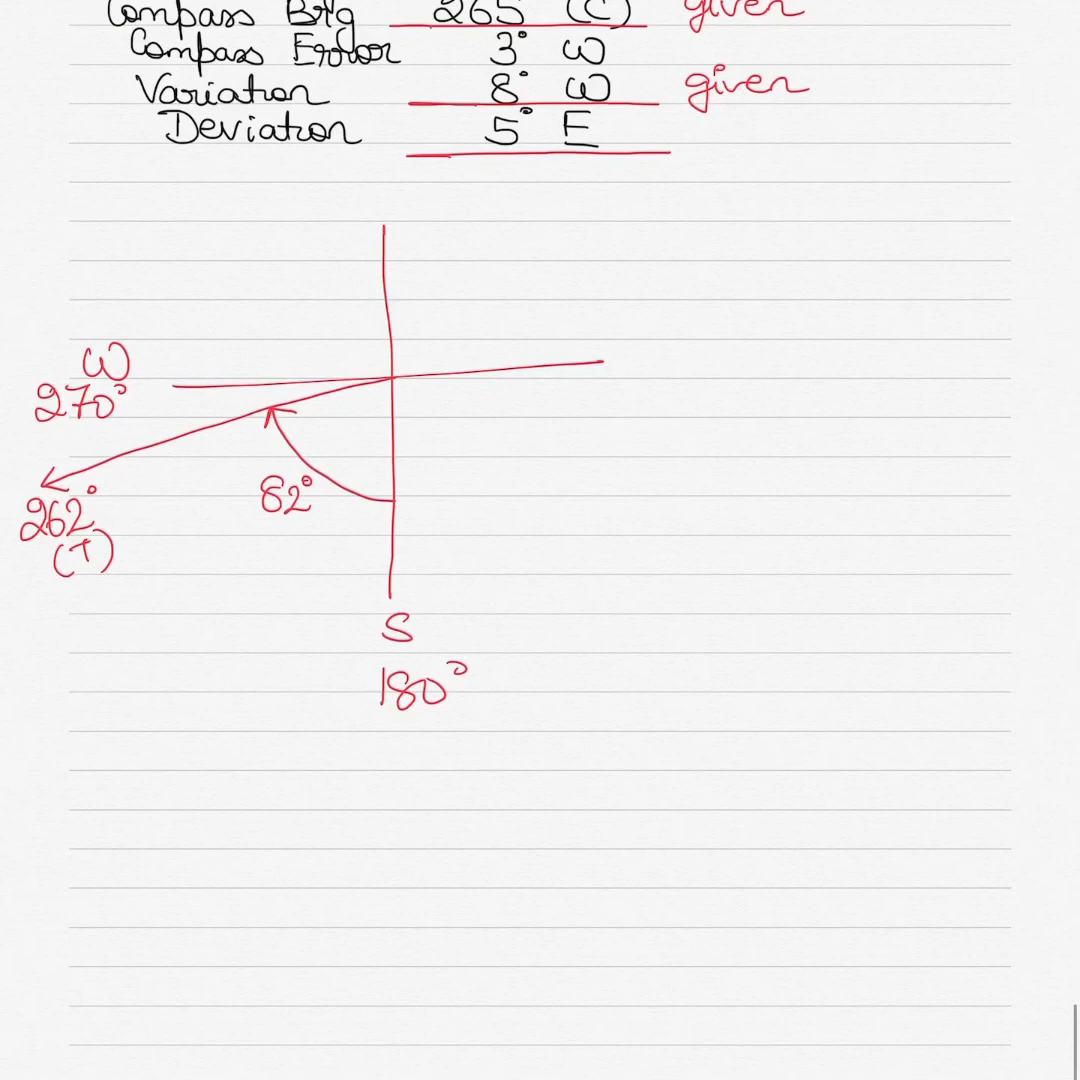 Compass Brg 265° (C) given
Compass Error 3° W
Variation 8° W given
Deviation 5° E
W
270°
82°
262°
(T)
S
180°